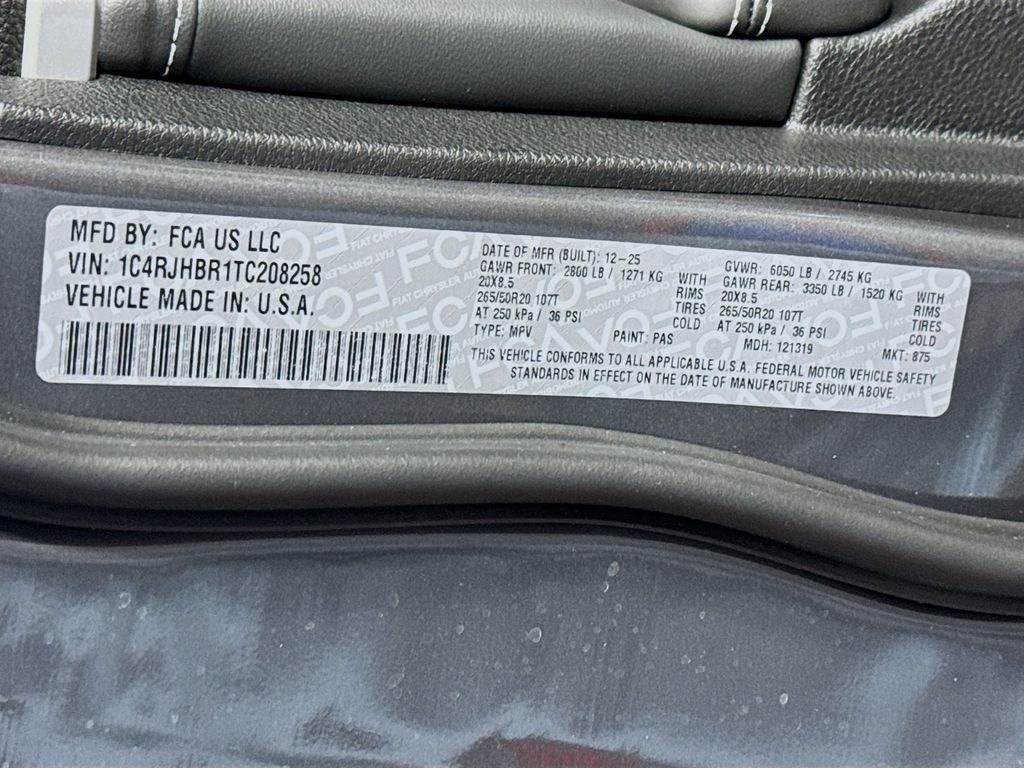 MFD BY: FCA US LLC
VIN: 1C4RJHBR1TC208258
VEHICLE MADE IN: U.S.A.
DATE OF MFR (BUILT): 12-25
GAWR FRONT: 2800 LB / 1271 KG WITH
20X8.5 RIMS
265/50R20 107T TIRES
AT 250 kPa / 36 PSI COLD
TYPE: MPV PAINT: PAS
GVWR: 6050 LB / 2745 KG
GAWR REAR: 3350 LB / 1520 KG WITH
20X8.5 RIMS
265/50R20 107T TIRES
AT 250 kPa / 36 PSI COLD
MDH: 121319 MKT: 875
THIS VEHICLE CONFORMS TO ALL APPLICABLE U.S.A. FEDERAL MOTOR VEHICLE SAFETY
STANDARDS IN EFFECT ON THE DATE OF MANUFACTURE SHOWN ABOVE.